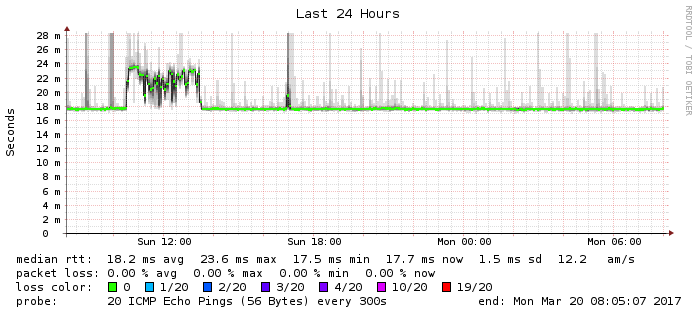 Last 24 Hours
RRDTOOL / TOBI OETIKER
Seconds
28 m
26 m
24 m
22 m
20 m
18 m
16 m
14 m
12 m
10 m
8 m
6 m
4 m
2 m
0
Sun 12:00 Sun 18:00 Mon 00:00 Mon 06:00
median rtt: 18.2 ms avg 23.6 ms max 17.5 ms min 17.7 ms now 1.5 ms sd 12.2 am/s
packet loss: 0.00 % avg 0.00 % max 0.00 % min 0.00 % now
loss color: 0 1/20 2/20 3/20 4/20 10/20 19/20
probe: 20 ICMP Echo Pings (56 Bytes) every 300s end: Mon Mar 20 08:05:07 2017